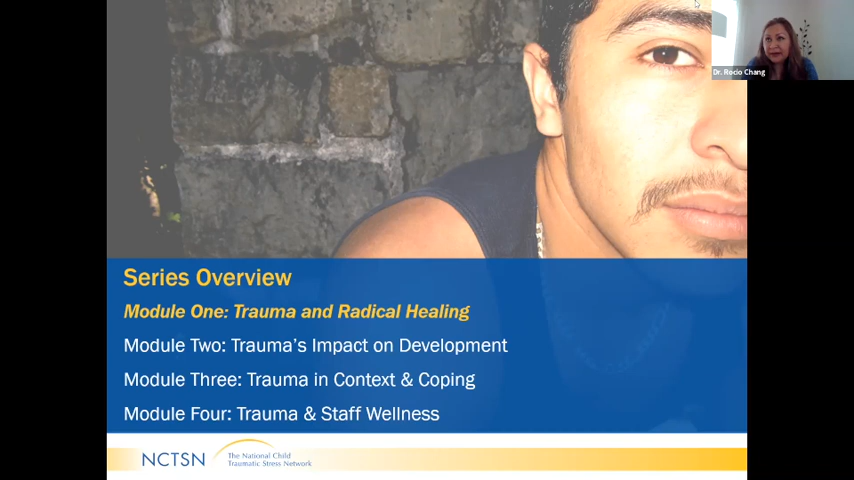 Dr. Rocio Chang
Series Overview
Module One: Trauma and Radical Healing
Module Two: Trauma's Impact on Development
Module Three: Trauma in Context & Coping
Module Four: Trauma & Staff Wellness
NCTSN
The National Child
Traumatic Stress Network